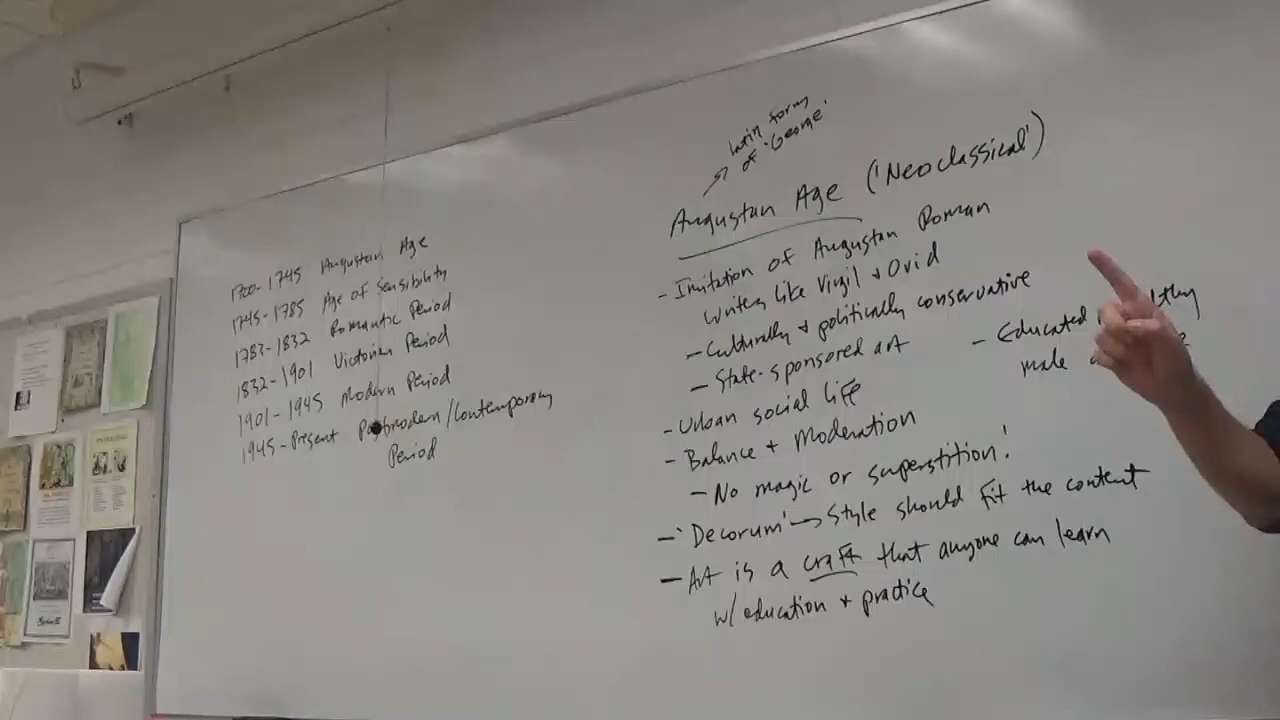 1700-1745 Augustan Age
1745-1785 Age of Sensibility
1783-1832 Romantic Period
1832-1901 Victorian Period
1901-1945 Modern Period
1945-Present Postmodern/Contemporary
Period
→ Latin form
of 'George'
Augustan Age ('Neoclassical')
- Imitation of Augustan Roman
writers like Virgil + Ovid
- Culturally + politically conservative
- State-sponsored art
- Educated
male
- Urban social life
- Balance + Moderation
- No magic or superstition!
- 'Decorum' → Style should fit the content
- Art is a craft that anyone can learn
w/ education + practice